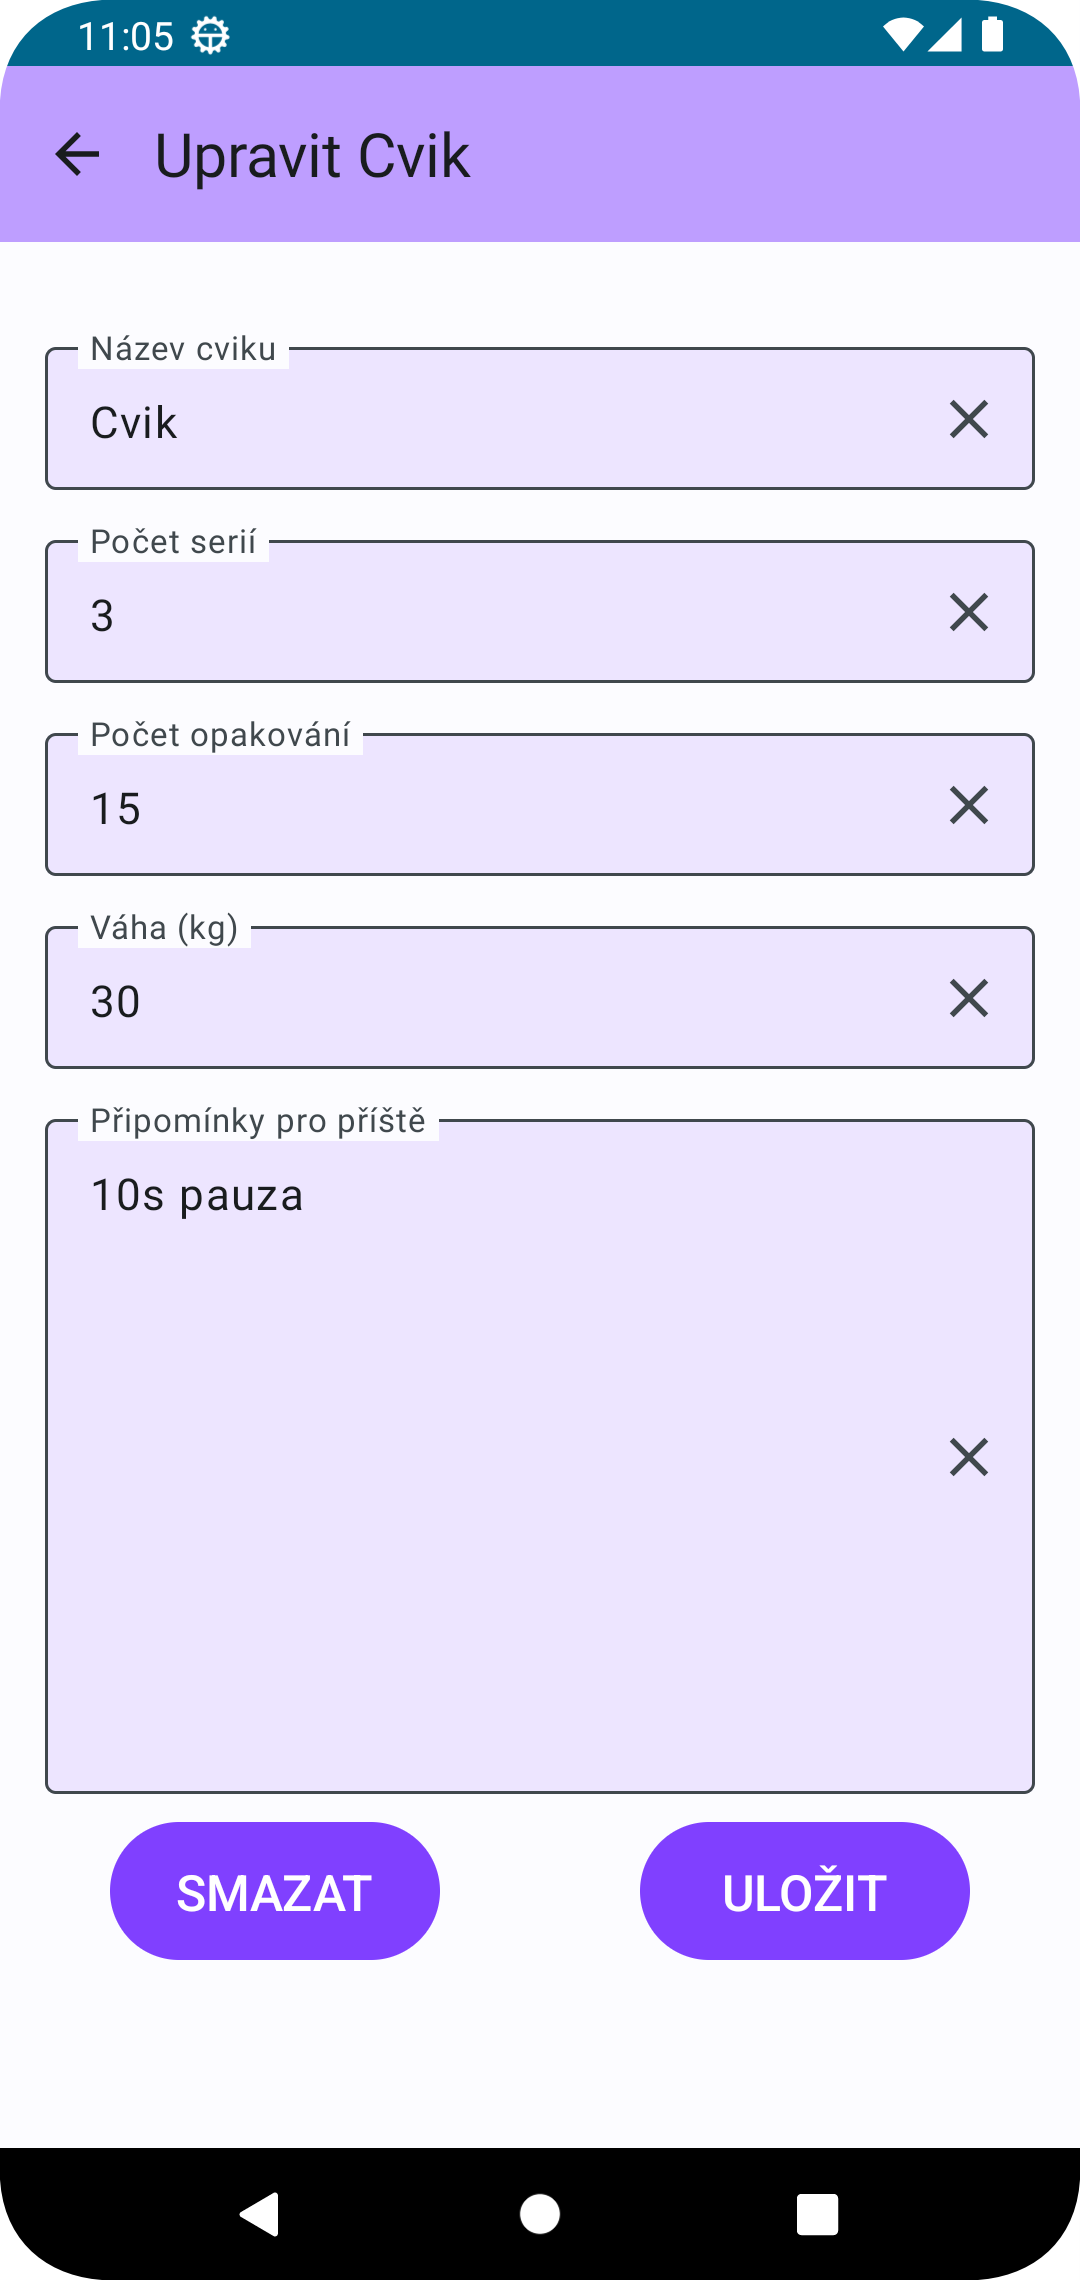 11:05
Upravit Cvik
Název cviku
Cvik
Počet serií
3
Počet opakování
15
Váha (kg)
30
Připomínky pro příště
10s pauza
SMAZAT
ULOŽIT